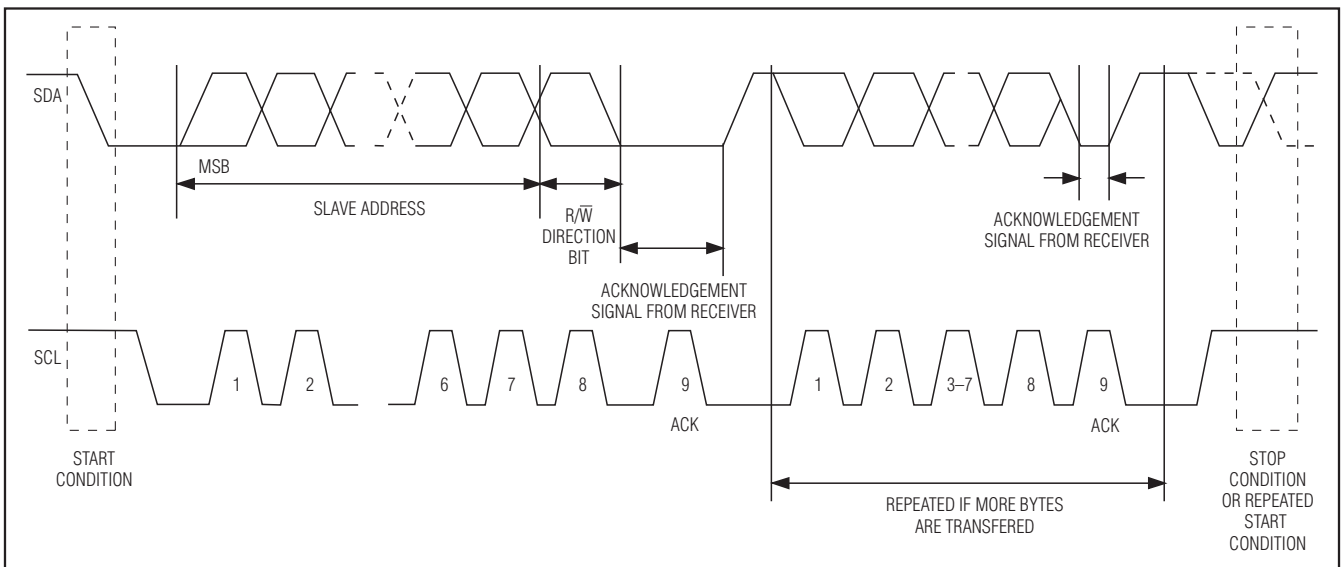 SDA
MSB
SLAVE ADDRESS
R/W̅
DIRECTION
BIT
ACKNOWLEDGEMENT
SIGNAL FROM RECEIVER
ACKNOWLEDGEMENT
SIGNAL FROM RECEIVER
SCL
1 2 6 7 8 9 1 2 3–7 8 9
ACK ACK
START
CONDITION
REPEATED IF MORE BYTES
ARE TRANSFERED
STOP
CONDITION
OR REPEATED
START
CONDITION